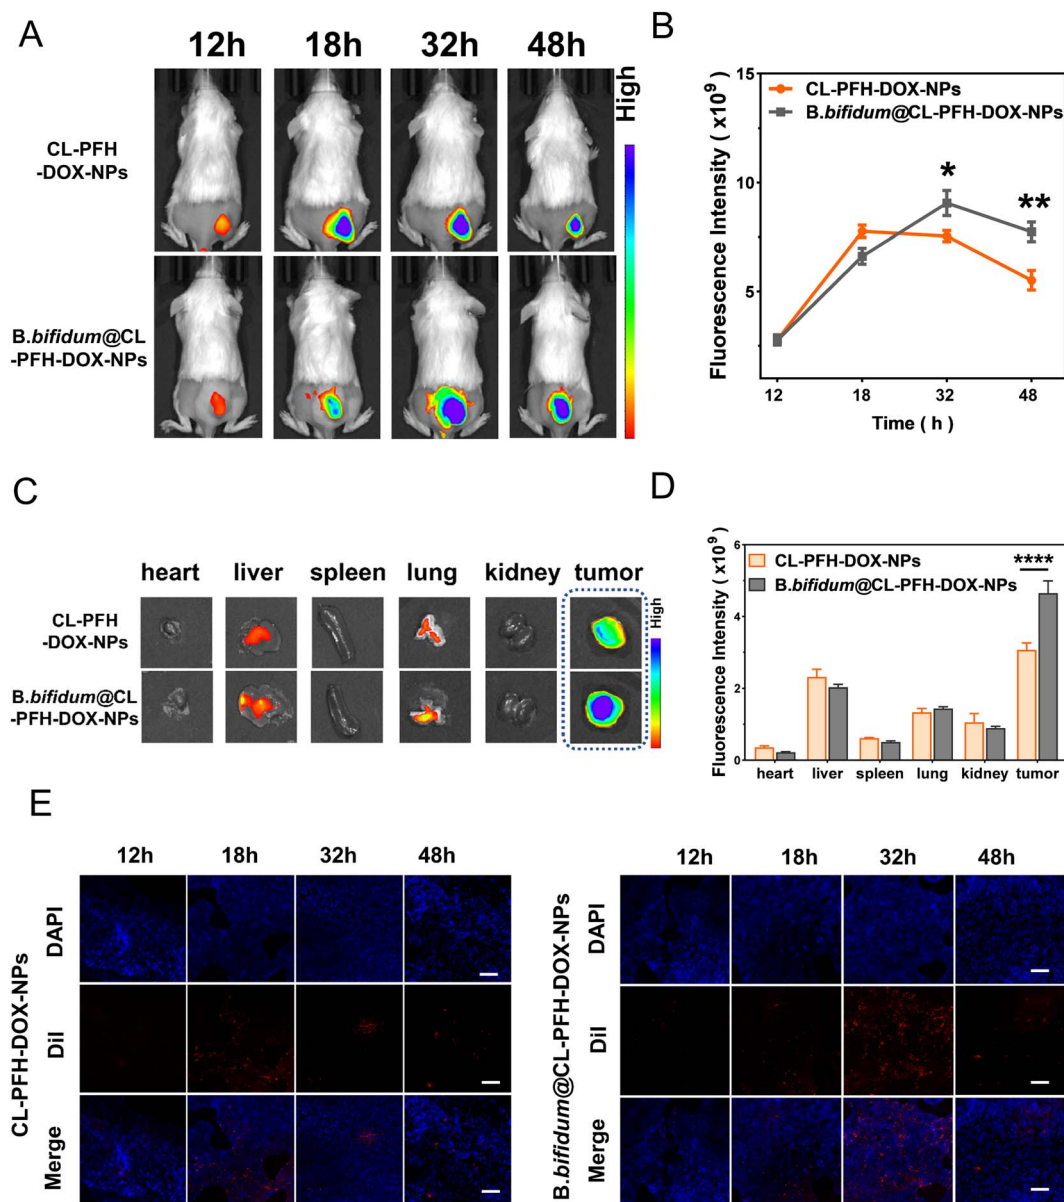 A
12h 18h 32h 48h
CL-PFH
-DOX-NPs
B.bifidum@CL
-PFH-DOX-NPs
High
B
CL-PFH-DOX-NPs
B.bifidum@CL-PFH-DOX-NPs
Fluorescence Intensity ( x10⁹ )
15
10
5
*
**
12 18 32 48
Time ( h )
C
heart liver spleen lung kidney tumor
CL-PFH
-DOX-NPs
B.bifidum@CL
-PFH-DOX-NPs
High
D
CL-PFH-DOX-NPs
B.bifidum@CL-PFH-DOX-NPs
****
Fluorescence Intensity ( x10⁹ )
6
4
2
0
heart liver spleen lung kidney tumor
E
12h 18h 32h 48h
CL-PFH-DOX-NPs
DAPI
DiI
Merge
12h 18h 32h 48h
B.bifidum@CL-PFH-DOX-NPs
DAPI
DiI
Merge